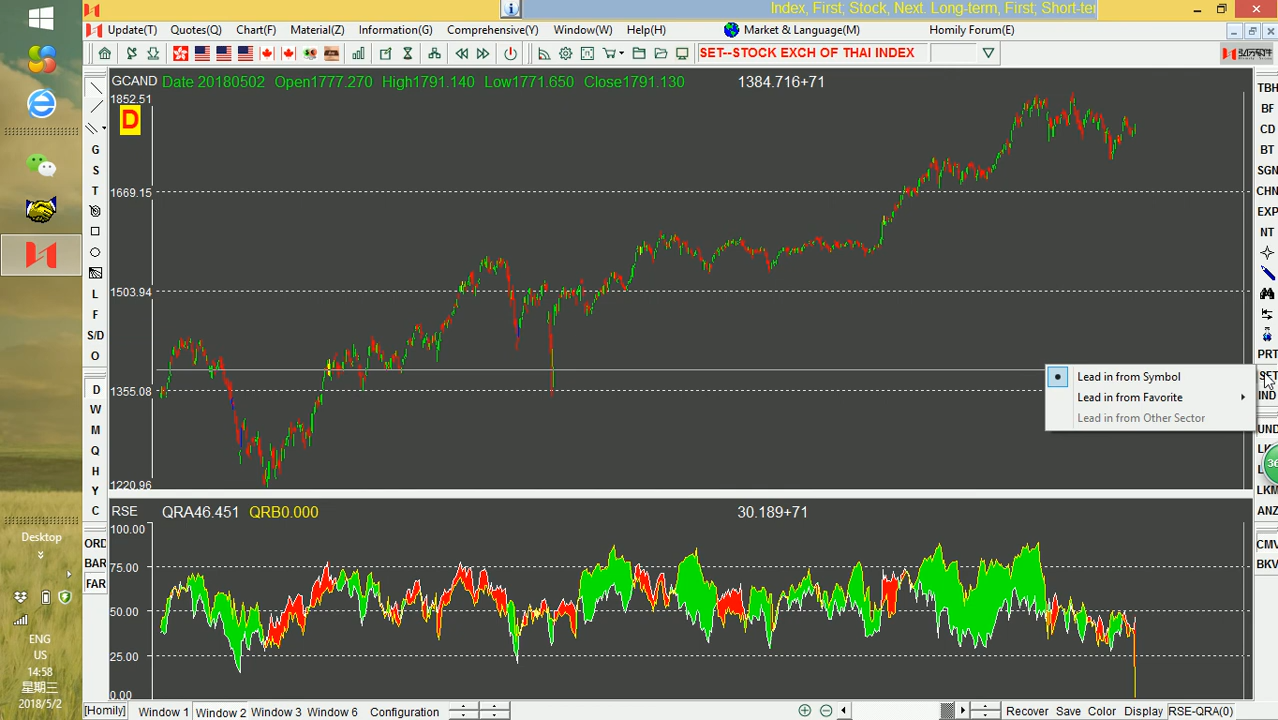 Index, First; Stock, Next. Long-term, First; Short-te
Update(T) Quotes(Q) Chart(F) Material(Z) Information(G) Comprehensive(V) Window(W) Help(H) Market & Language(M) Homily Forum(E)
SET--STOCK EXCH OF THAI INDEX
GCAND Date 20180502 Open1777.270 High1791.140 Low1771.650 Close1791.130 1384.716+71
1852.51
D
1669.15
1503.94
1355.08
1220.96
Lead in from Symbol
Lead in from Favorite
Lead in from Other Sector
RSE QRA46.451 QRB0.000 30.189+71
100.00
75.00
50.00
25.00
0.00
G
S
T
L
F
S/D
O
D
W
M
Q
H
Y
C
ORD
BAR
FAR
TBH
BF
CD
BT
SGN
CHN
EXP
NT
PRT
SET
IND
UND
36
LKM
ANZ
CMV
BKV
Desktop
ENG
US
14:58
星期三
2018/5/2
[Homily] Window 1 Window 2 Window 3 Window 6 Configuration Recover Save Color Display RSE-QRA(0)